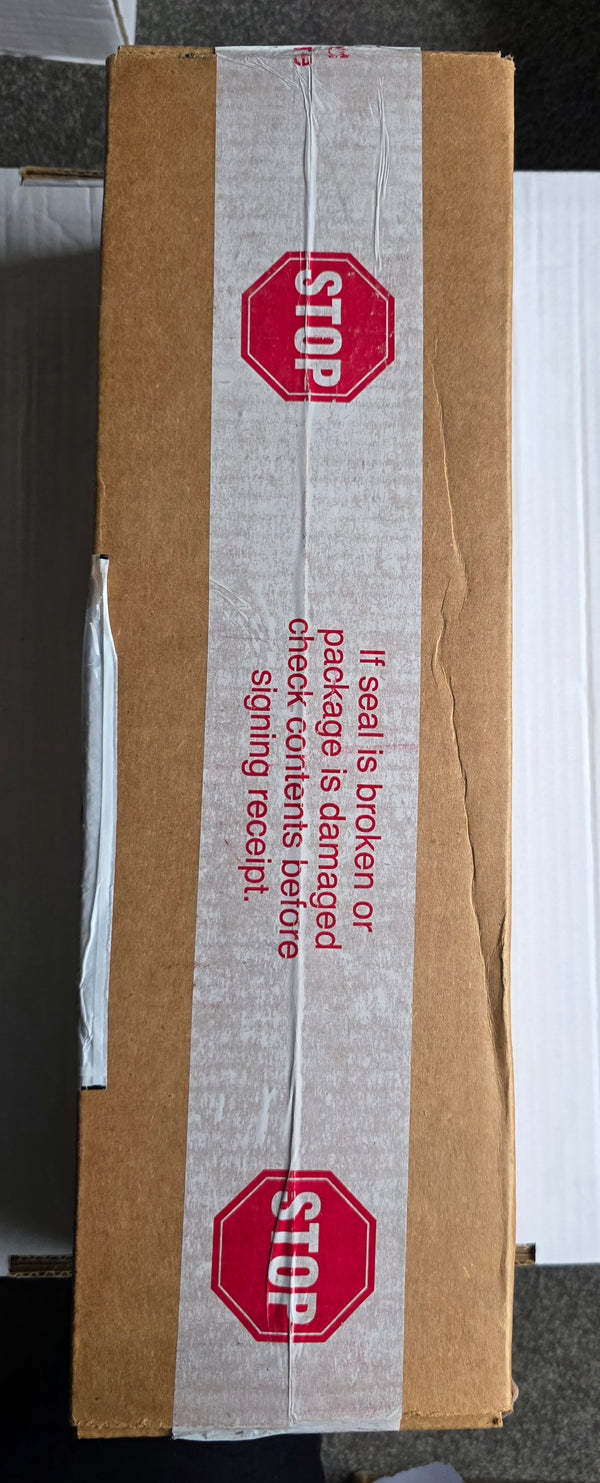 STOP
If seal is broken or
package is damaged
check contents before
signing receipt.
STOP